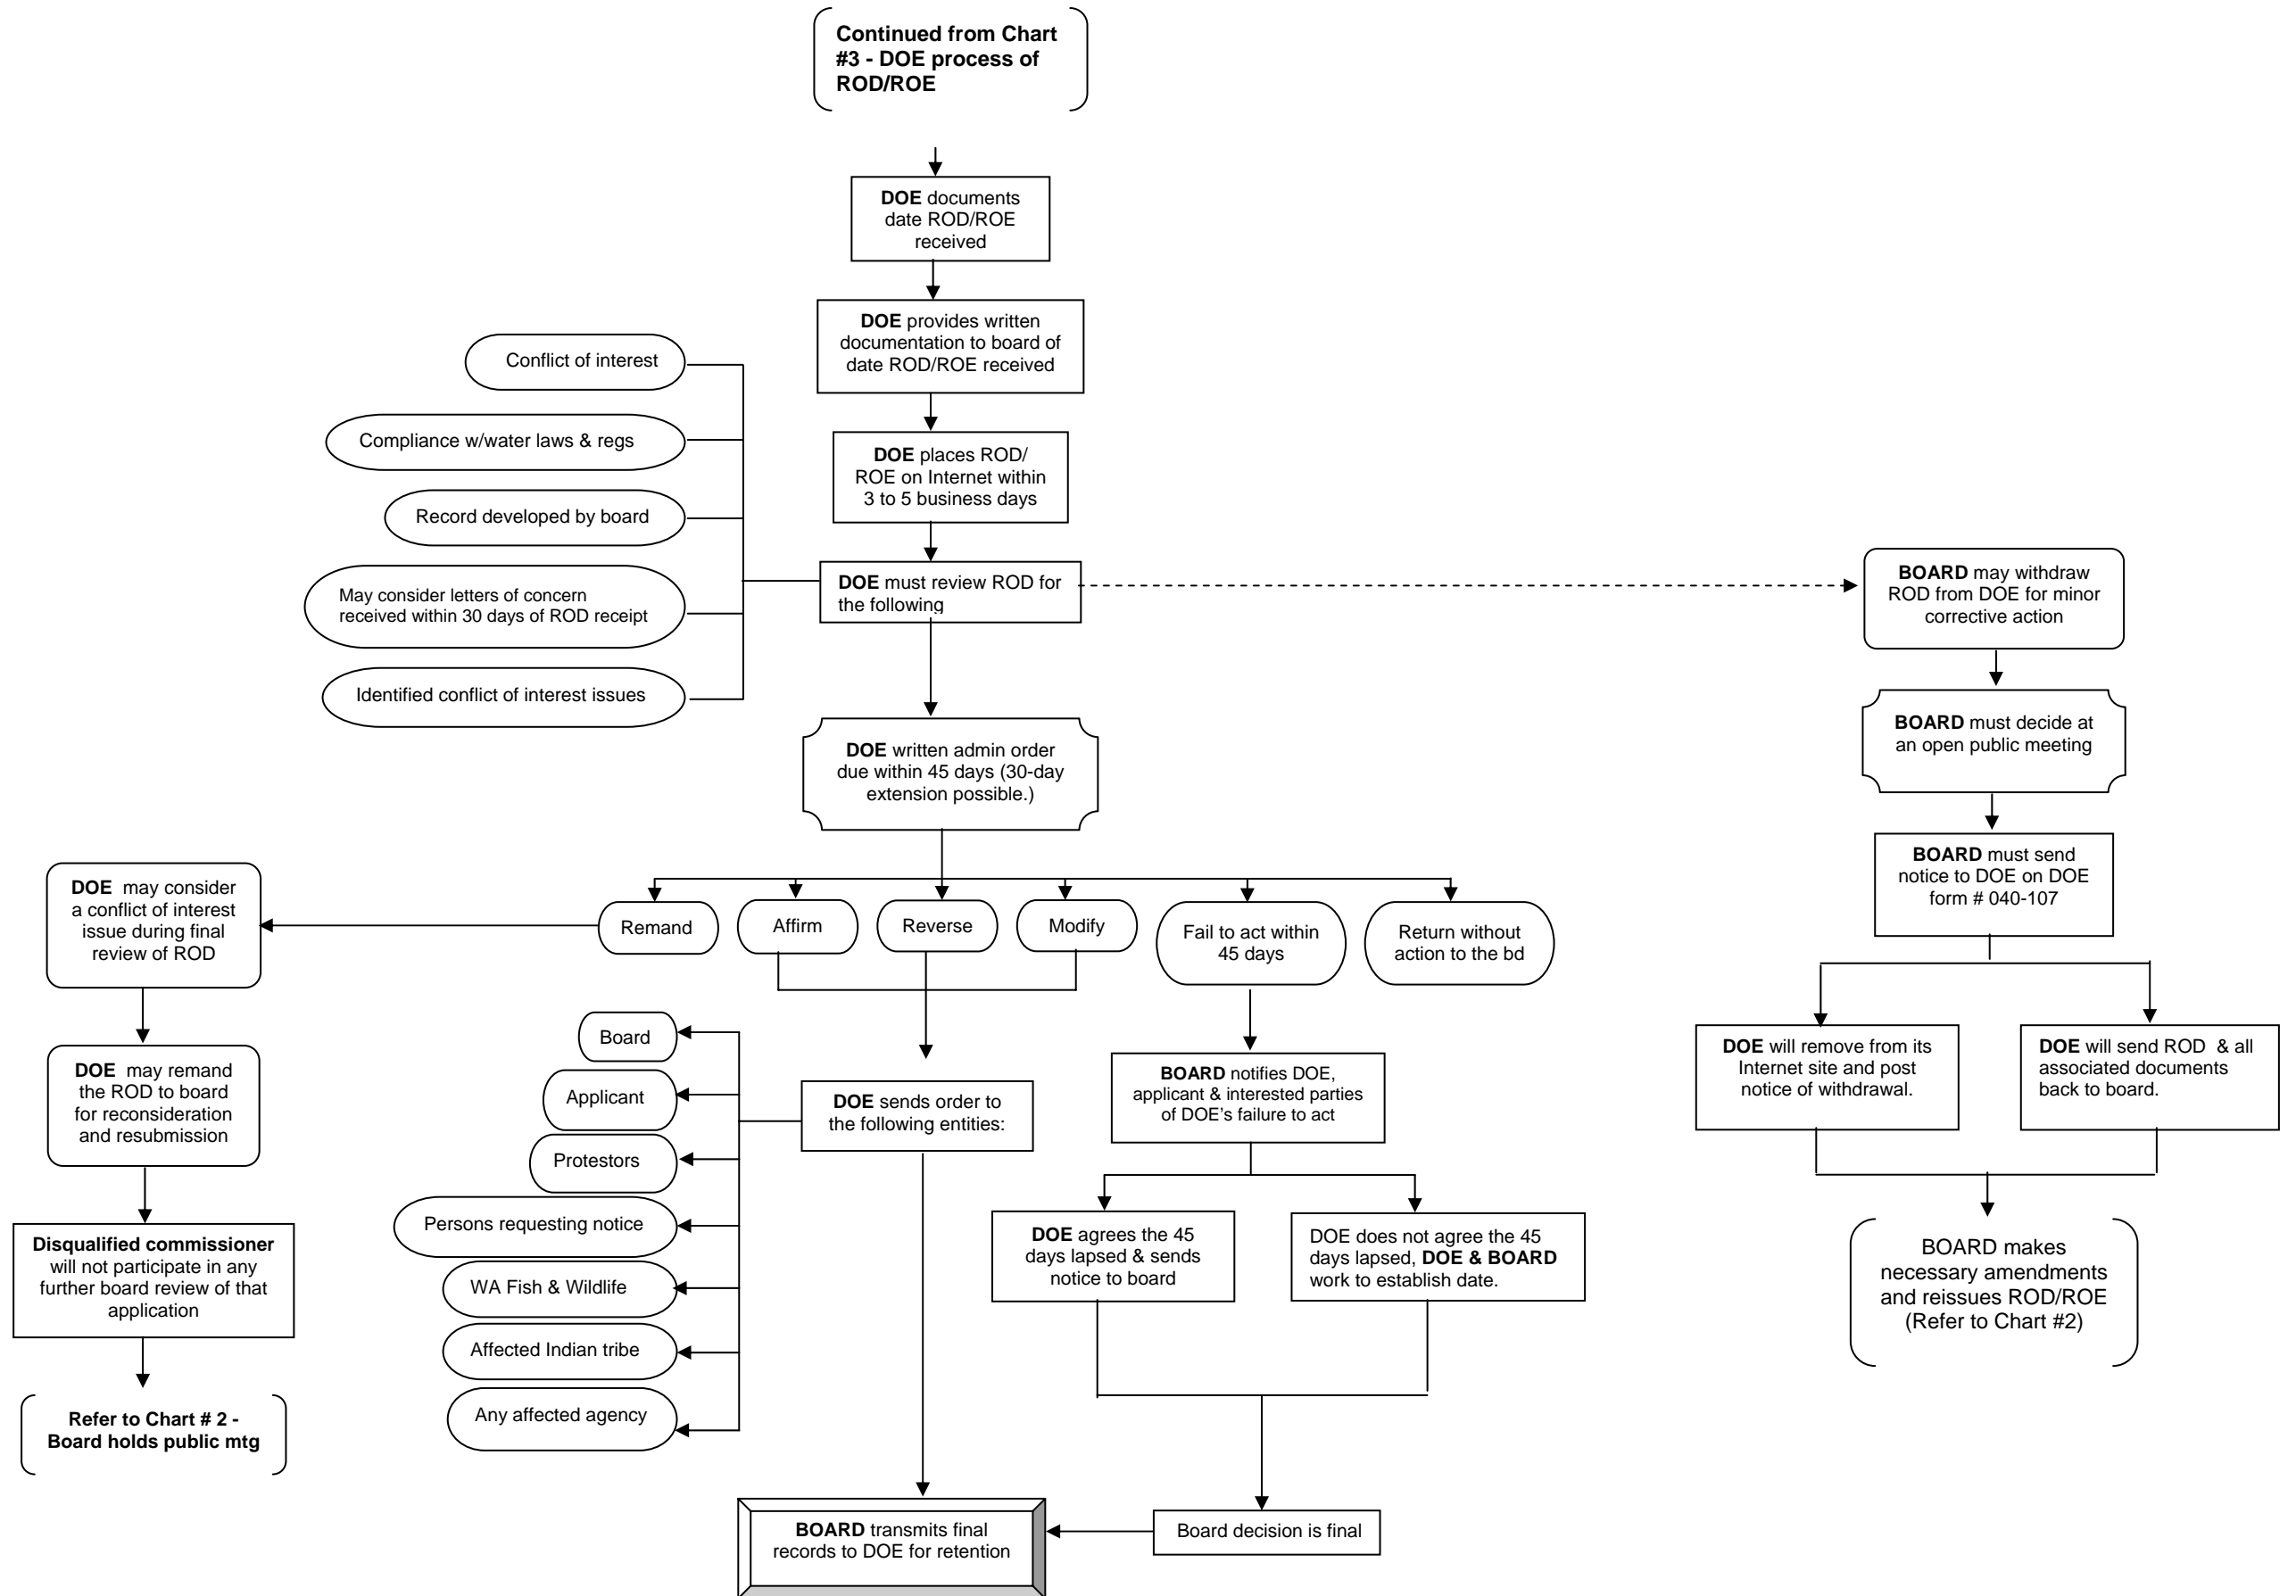 Continued from Chart
#3 - DOE process of
ROD/ROE
DOE documents
date ROD/ROE
received
DOE provides written
documentation to board of
date ROD/ROE received
DOE places ROD/
ROE on Internet within
3 to 5 business days
DOE must review ROD for
the following
Conflict of interest
Compliance w/water laws & regs
Record developed by board
May consider letters of concern
received within 30 days of ROD receipt
Identified conflict of interest issues
BOARD may withdraw
ROD from DOE for minor
corrective action
BOARD must decide at
an open public meeting
BOARD must send
notice to DOE on DOE
form # 040-107
DOE will remove from its
Internet site and post
notice of withdrawal.
DOE will send ROD & all
associated documents
back to board.
BOARD makes
necessary amendments
and reissues ROD/ROE
(Refer to Chart #2)
DOE written admin order
due within 45 days (30-day
extension possible.)
Remand
Affirm
Reverse
Modify
Fail to act within
45 days
Return without
action to the bd
DOE may consider
a conflict of interest
issue during final
review of ROD
DOE may remand
the ROD to board
for reconsideration
and resubmission
Disqualified commissioner
will not participate in any
further board review of that
application
Refer to Chart # 2 -
Board holds public mtg
DOE sends order to
the following entities:
Board
Applicant
Protestors
Persons requesting notice
WA Fish & Wildlife
Affected Indian tribe
Any affected agency
BOARD notifies DOE,
applicant & interested parties
of DOE's failure to act
DOE agrees the 45
days lapsed & sends
notice to board
DOE does not agree the 45
days lapsed, DOE & BOARD
work to establish date.
Board decision is final
BOARD transmits final
records to DOE for retention